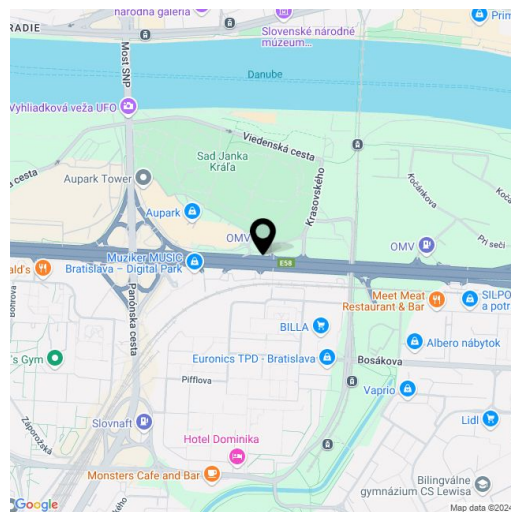 národná galéria
Slovenské národné
múzeum...
Prim
RADIE
Most SNP
Danube
Vyhliadková veža UFO
Viedenská cesta
a cesta
Sad Janka
Kráľa
Aupark Tower
Krasovského
Kočánkova
Koča
Aupark
OMV
OMV
Pri seči
Muziker MUSIC
Bratislava – Digital Park
E58
ald's
Panónska cesta
Meet Meat
Restaurant & Bar
SILPO
a potr
BILLA
Albero nábytok
's Gym
Euronics TPD - Bratislava
Bosákova
Pifflova
Vaprio
Záporožská
Slovnaft
Lidl
Hotel Dominika
Monsters Cafe and Bar
Bilingválne
gymnázium CS Lewisa
Google
Map data ©2024